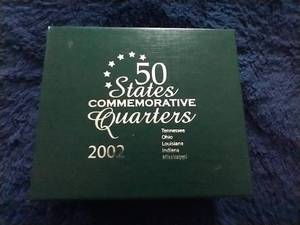 50
States
COMMEMORATIVE
Quarters
2002
Tennessee
Ohio
Louisiana
Indiana
Mississippi